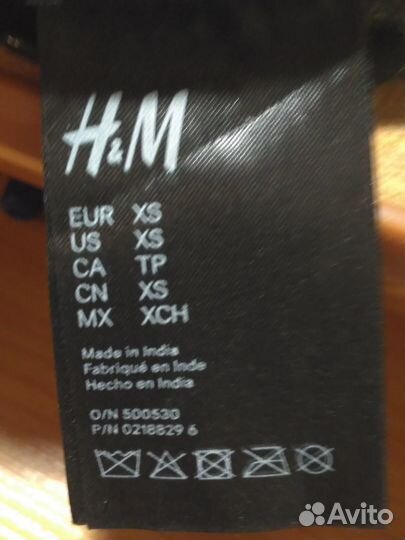 H&M
EUR XS
US XS
CA TP
CN XS
MX XCH
Made in India
Fabriqué en Inde
Hecho en India
O/N 500530
P/N 0218829 6
Avito